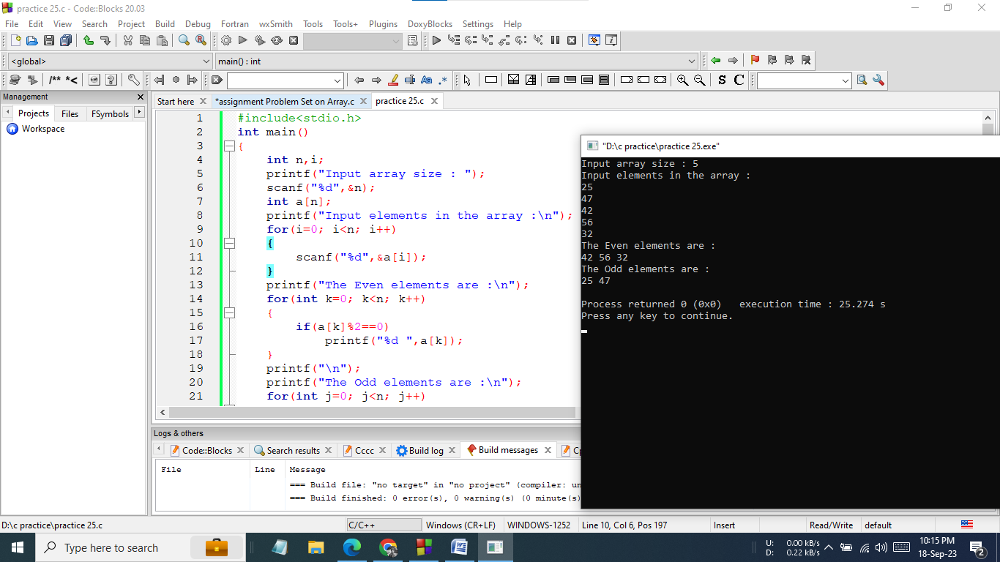 practice 25.c - Code::Blocks 20.03
File Edit View Search Project Build Debug Fortran wxSmith Tools Tools+ Plugins DoxyBlocks Settings Help
<global> main() : int
/** *< Aa .* S C
Management
Projects Files FSymbols
Workspace
Start here *assignment Problem Set on Array.c practice 25.c
1 #include<stdio.h>
2 int main()
3 {
4 int n,i;
5 printf("Input array size : ");
6 scanf("%d",&n);
7 int a[n];
8 printf("Input elements in the array :\n");
9 for(i=0; i<n; i++)
10 {
11 scanf("%d",&a[i]);
12 }
13 printf("The Even elements are :\n");
14 for(int k=0; k<n; k++)
15 {
16 if(a[k]%2==0)
17 printf("%d ",a[k]);
18 }
19 printf("\n");
20 printf("The Odd elements are :\n");
21 for(int j=0; j<n; j++)
"D:\c practice\practice 25.exe"
Input array size : 5
Input elements in the array :
25
47
42
56
32
The Even elements are :
42 56 32
The Odd elements are :
25 47
Process returned 0 (0x0) execution time : 25.274 s
Press any key to continue.
Logs & others
Code::Blocks Search results Cccc Build log Build messages
File Line Message
=== Build file: "no target" in "no project" (compiler:
=== Build finished: 0 error(s), 0 warning(s) (0 minute(s)
D:\c practice\practice 25.c C/C++ Windows (CR+LF) WINDOWS-1252 Line 10, Col 6, Pos 197 Insert Read/Write default
Type here to search
U: 0.00 kB/s
D: 0.22 kB/s
10:15 PM
18-Sep-23
2